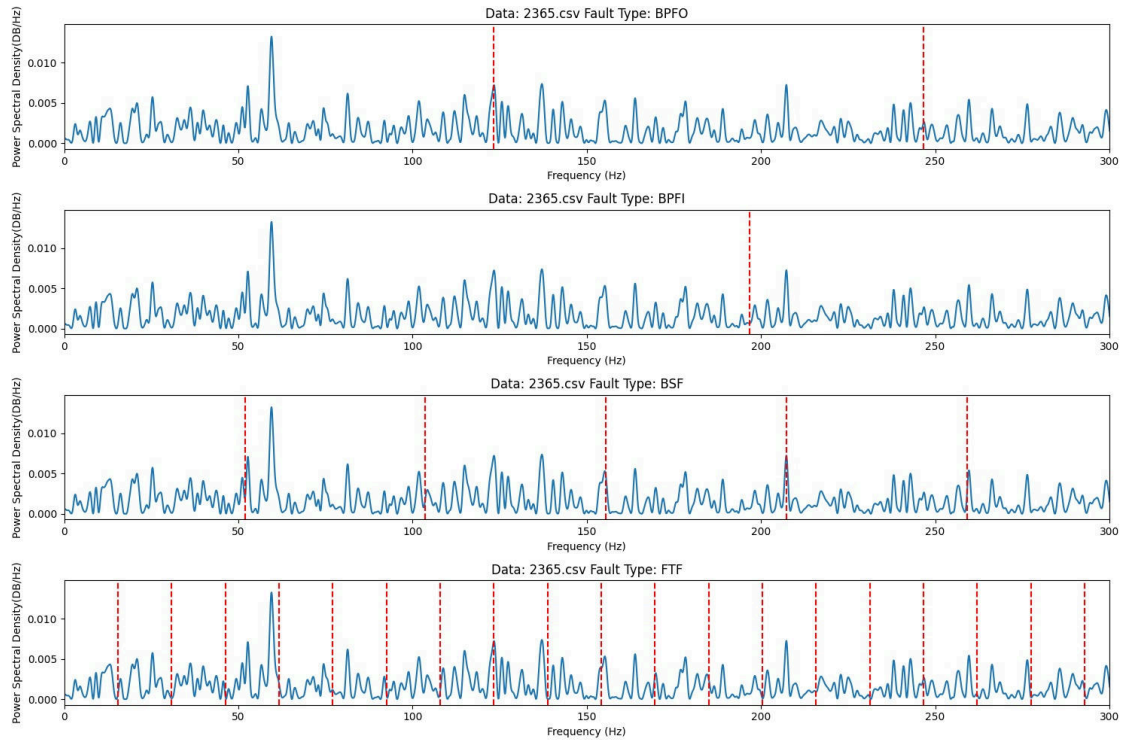 Data: 2365.csv Fault Type: BPFO
Power Spectral Density(DB/Hz)
0.010
0.005
0.000
0 50 100 150 200 250 300
Frequency (Hz)
Data: 2365.csv Fault Type: BPFI
Power Spectral Density(DB/Hz)
0.010
0.005
0.000
0 50 100 150 200 250 300
Frequency (Hz)
Data: 2365.csv Fault Type: BSF
Power Spectral Density(DB/Hz)
0.010
0.005
0.000
0 50 100 150 200 250 300
Frequency (Hz)
Data: 2365.csv Fault Type: FTF
Power Spectral Density(DB/Hz)
0.010
0.005
0.000
0 50 100 150 200 250 300
Frequency (Hz)